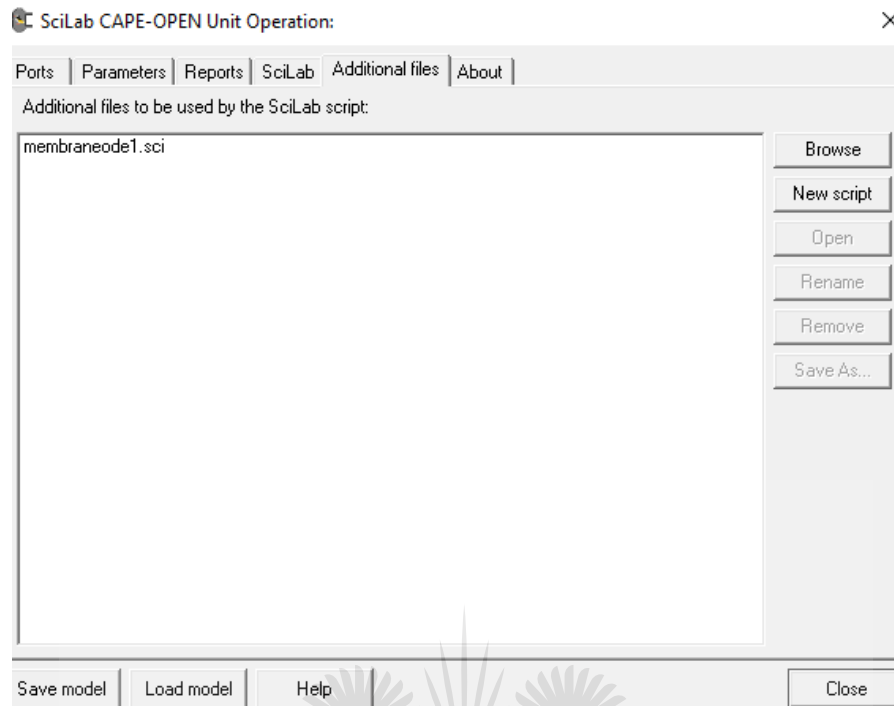 SciLab CAPE-OPEN Unit Operation:
Ports Parameters Reports SciLab Additional files About
Additional files to be used by the SciLab script:
membraneode1.sci
Browse
New script
Open
Rename
Remove
Save As...
Save model Load model Help Close